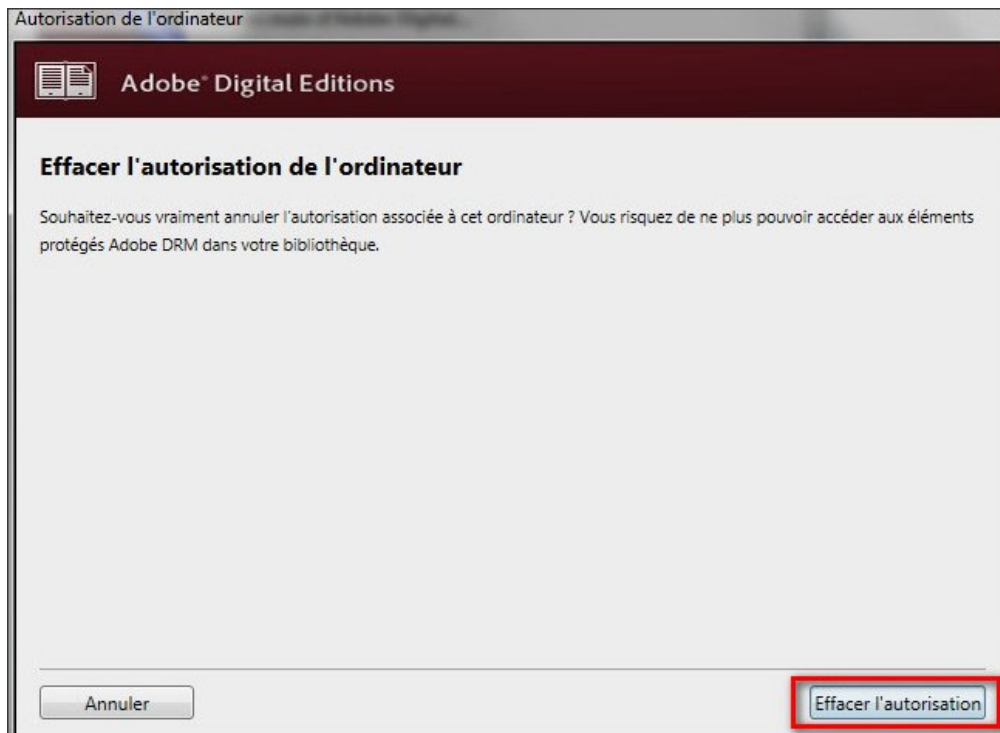 Autorisation de l'ordinateur
Adobe® Digital Editions
Effacer l'autorisation de l'ordinateur
Souhaitez-vous vraiment annuler l'autorisation associée à cet ordinateur ? Vous risquez de ne plus pouvoir accéder aux éléments
protégés Adobe DRM dans votre bibliothèque.
Annuler
Effacer l'autorisation